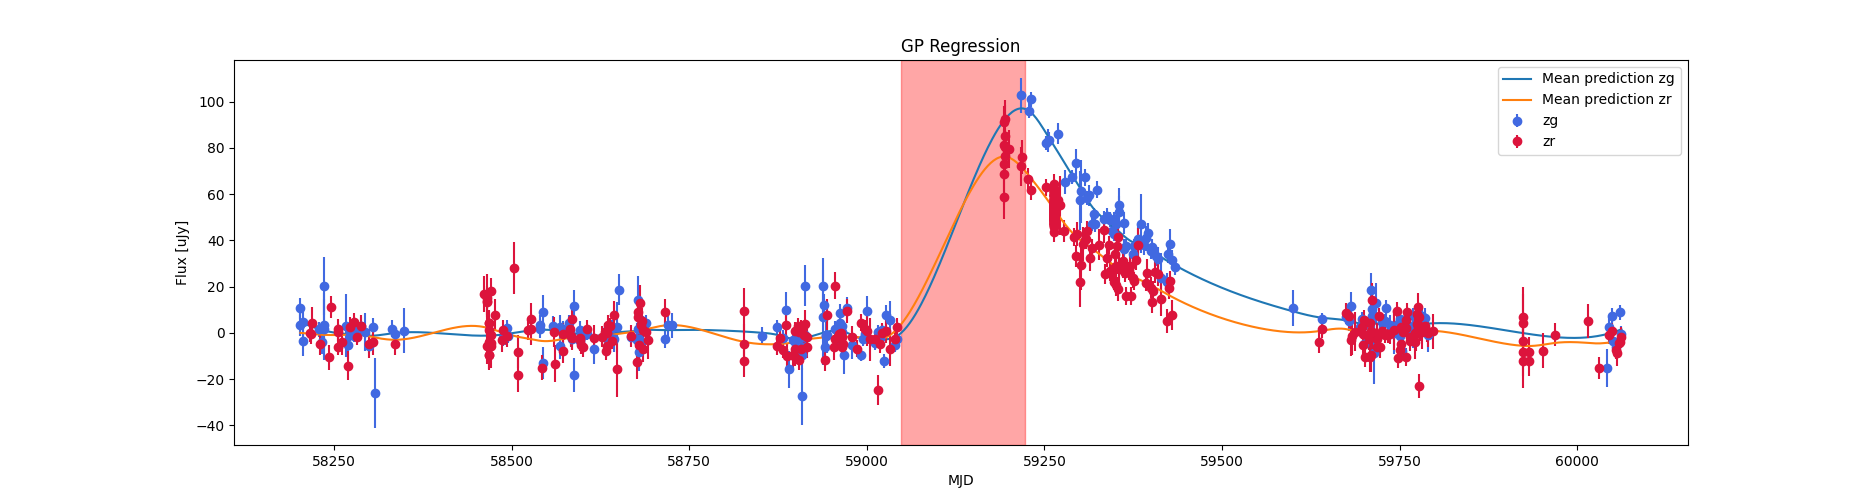 GP Regression
Flux [uJy]
100
80
60
40
20
0
−20
−40
58250 58500 58750 59000 59250 59500 59750 60000
MJD
Mean prediction zg
Mean prediction zr
zg
zr